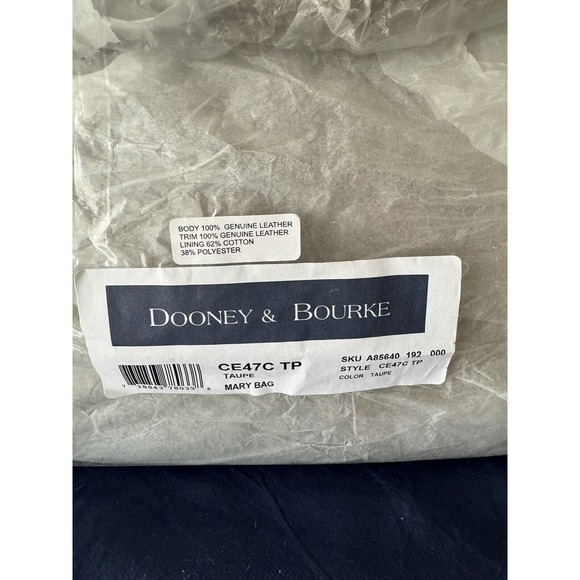 BODY 100% GENUINE LEATHER
TRIM 100% GENUINE LEATHER
LINING 62% COTTON
38% POLYESTER
DOONEY & BOURKE
CE47C TP
TAUPE
MARY BAG
SKU A85640 192 000
STYLE CE47C TP
COLOR TAUPE